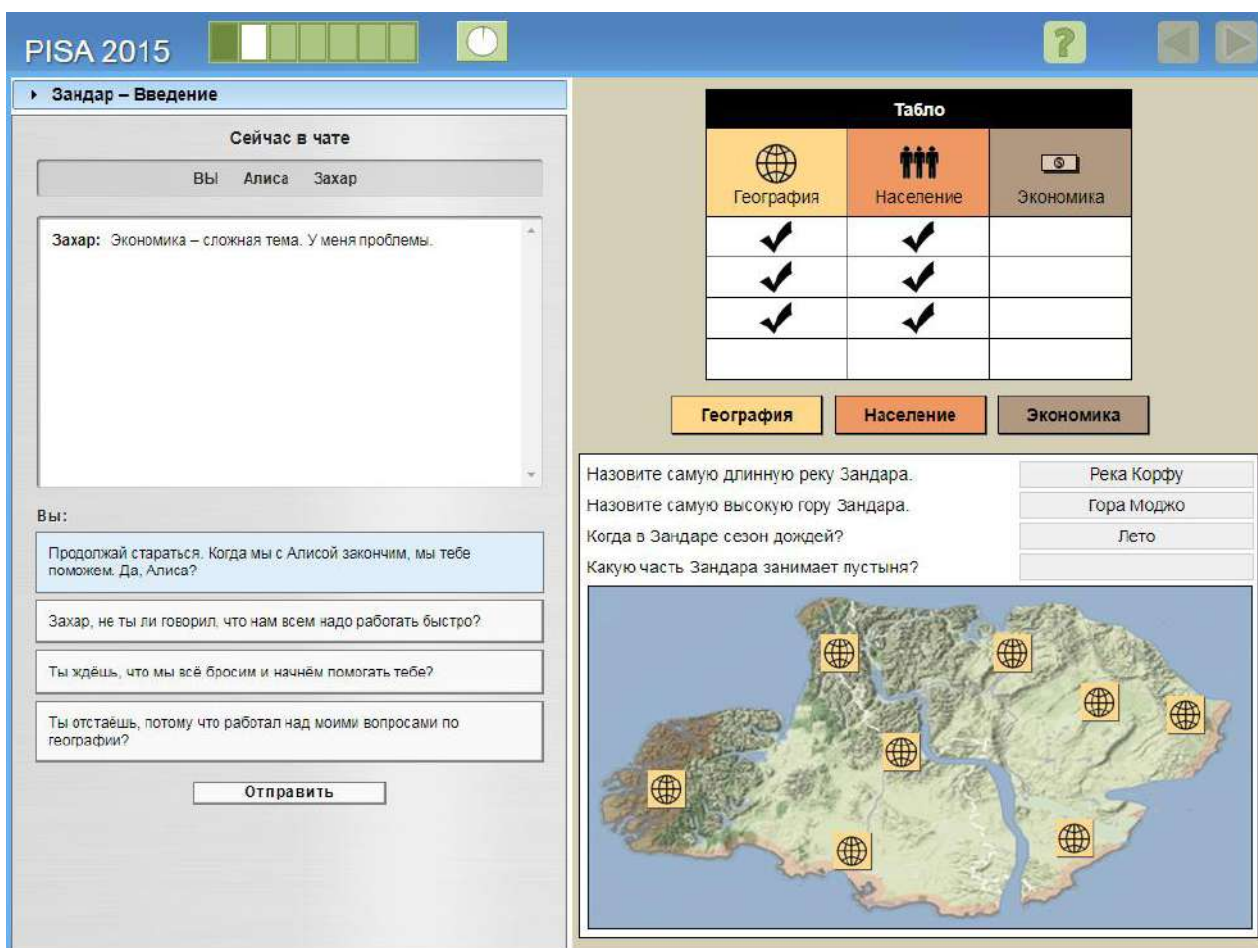 PISA 2015
?
Зандар – Введение
Сейчас в чате
ВЫ Алиса Захар
Захар: Экономика – сложная тема. У меня проблемы.
Вы:
Продолжай стараться. Когда мы с Алисой закончим, мы тебе
поможем. Да, Алиса?
Захар, не ты ли говорил, что нам всем надо работать быстро?
Ты ждёшь, что мы всё бросим и начнём помогать тебе?
Ты отстаёшь, потому что работал над моими вопросами по
географии?
Отправить
Табло
География Население Экономика
География Население Экономика
Назовите самую длинную реку Зандара. Река Корфу
Назовите самую высокую гору Зандара. Гора Моджо
Когда в Зандаре сезон дождей? Лето
Какую часть Зандара занимает пустыня?